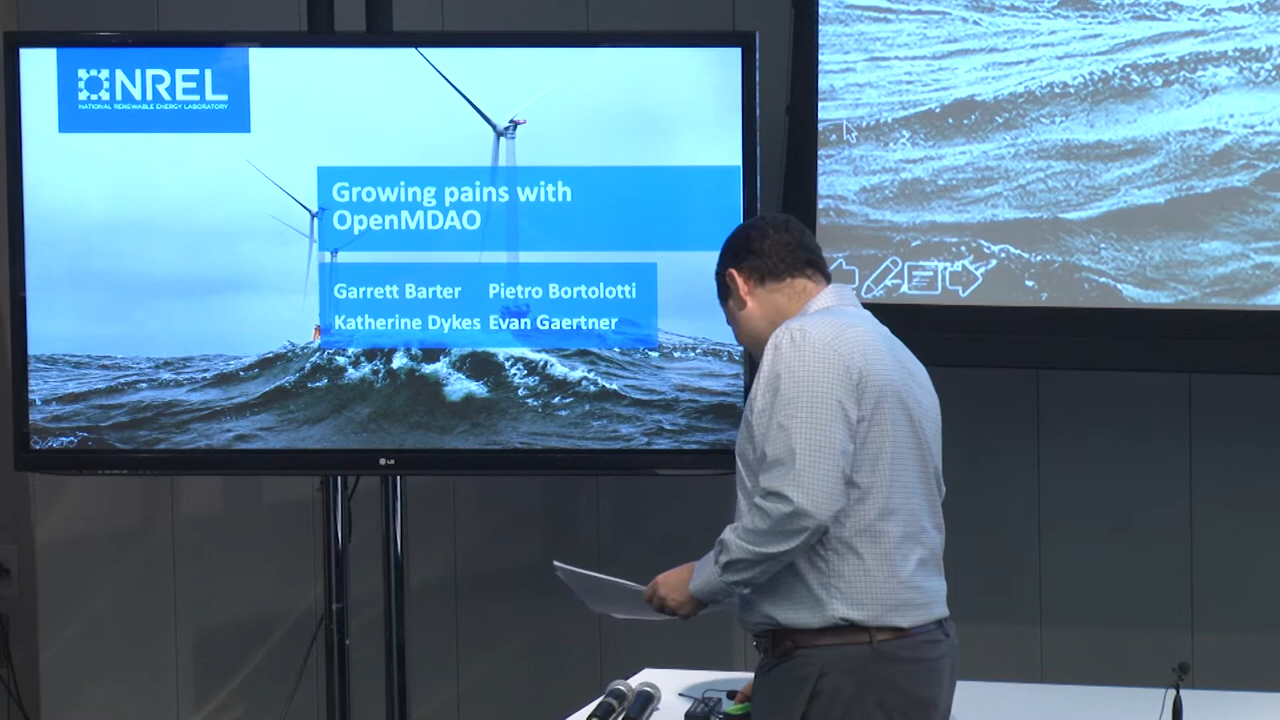 NREL
NATIONAL RENEWABLE ENERGY LABORATORY
Growing pains with
OpenMDAO
Garrett Barter Pietro Bortolotti
Katherine Dykes Evan Gaertner
LG